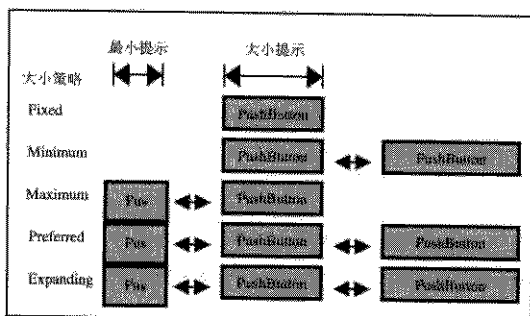 最小提示 大小提示
大小策略
Fixed PushButton
Minimum PushButton PushButton
Maximum Pus PushButton
Preferred Pus PushButton PushButton
Expanding Pus PushButton PushButton